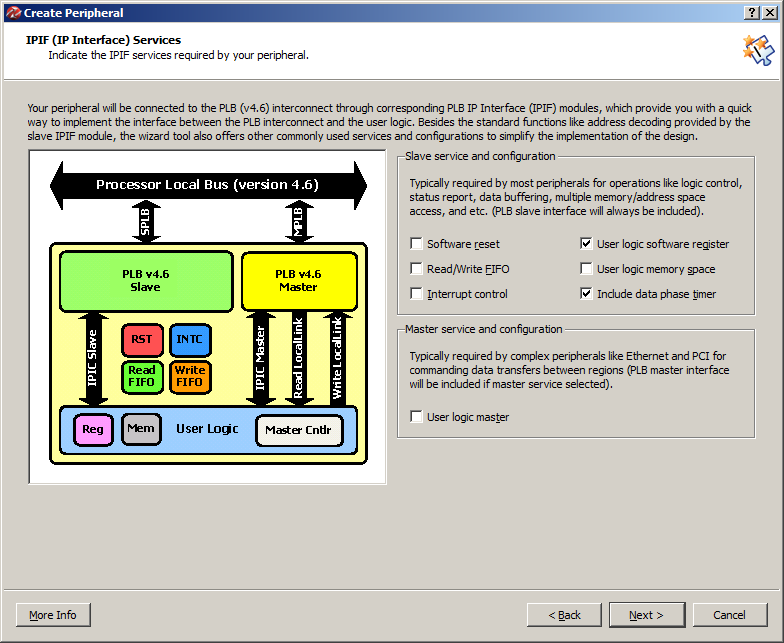 Create Peripheral
IPIF (IP Interface) Services
Indicate the IPIF services required by your peripheral.
Your peripheral will be connected to the PLB (v4.6) interconnect through corresponding PLB IP Interface (IPIF) modules, which provide you with a quick
way to implement the interface between the PLB interconnect and the user logic. Besides the standard functions like address decoding provided by the
slave IPIF module, the wizard tool also offers other commonly used services and configurations to simplify the implementation of the design.
Processor Local Bus (version 4.6)
SPLB
MPLB
PLB v4.6
Slave
PLB v4.6
Master
IPIC Slave
RST
INTC
Read
FIFO
Write
FIFO
IPIC Master
Read LocalLink
Write LocalLink
Reg
Mem
User Logic
Master Cntlr
Slave service and configuration
Typically required by most peripherals for operations like logic control,
status report, data buffering, multiple memory/address space
access, and etc. (PLB slave interface will always be included).
Software reset
User logic software register
Read/Write FIFO
User logic memory space
Interrupt control
Include data phase timer
Master service and configuration
Typically required by complex peripherals like Ethernet and PCI for
commanding data transfers between regions (PLB master interface
will be included if master service selected).
User logic master
More Info
< Back
Next >
Cancel